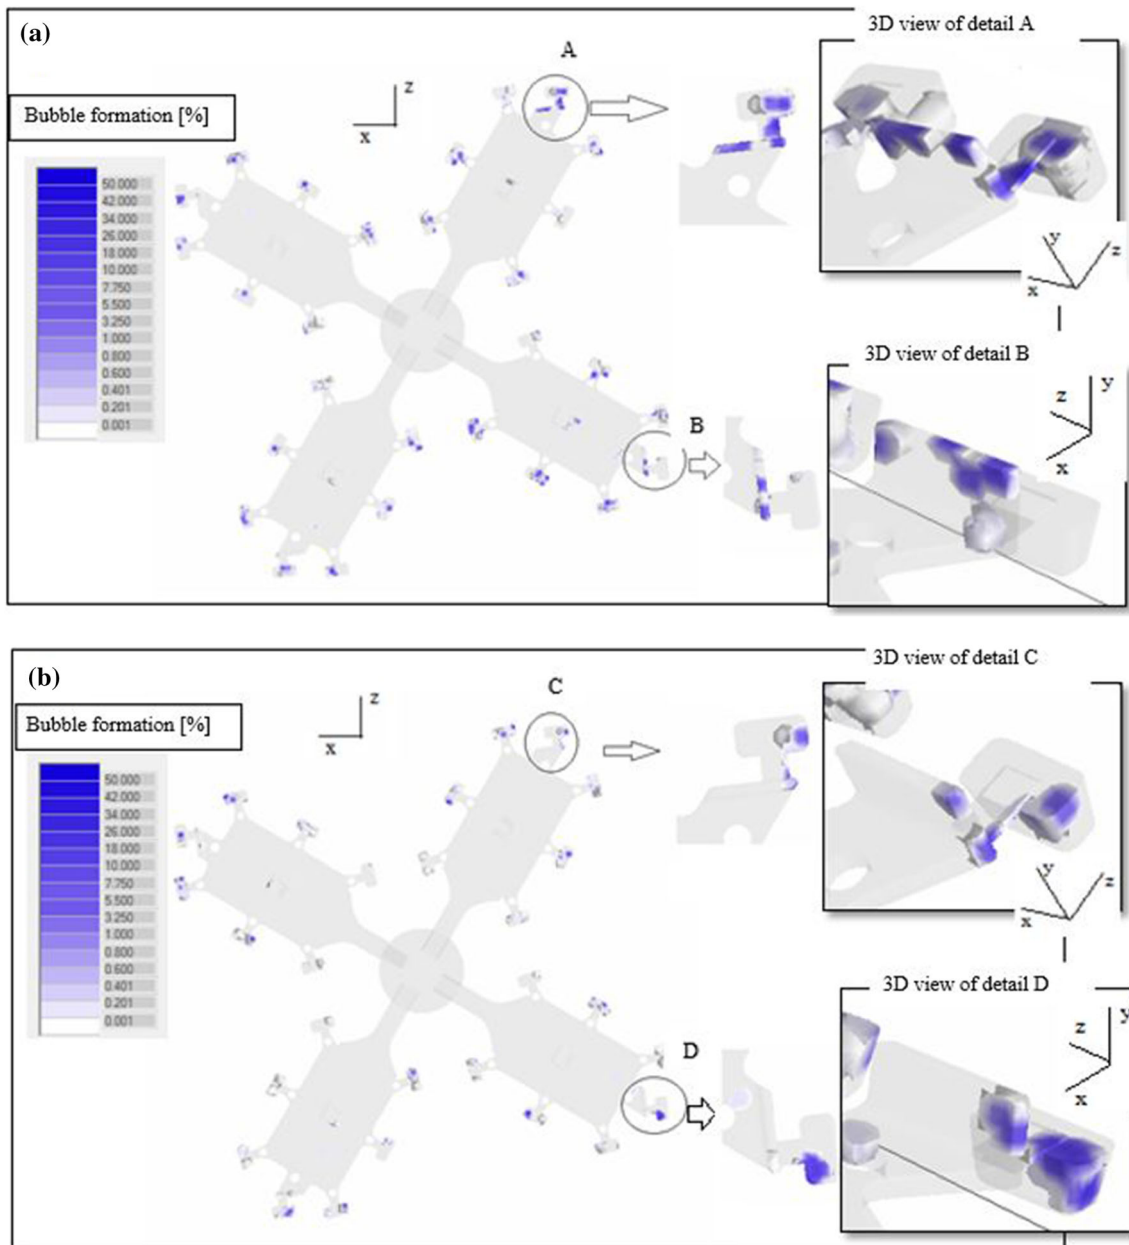 (a)
3D view of detail A
A
z
x
Bubble formation [%]
50.000
42.000
34.000
26.000
18.000
10.000
7.750
5.500
3.250
1.000
0.800
0.600
0.401
0.201
0.001
y
z
x
3D view of detail B
B
y
z
x
(b)
3D view of detail C
C
z
x
Bubble formation [%]
50.000
42.000
34.000
26.000
18.000
10.000
7.750
5.500
3.250
1.000
0.800
0.600
0.401
0.201
0.001
y
z
x
3D view of detail D
D
y
z
x